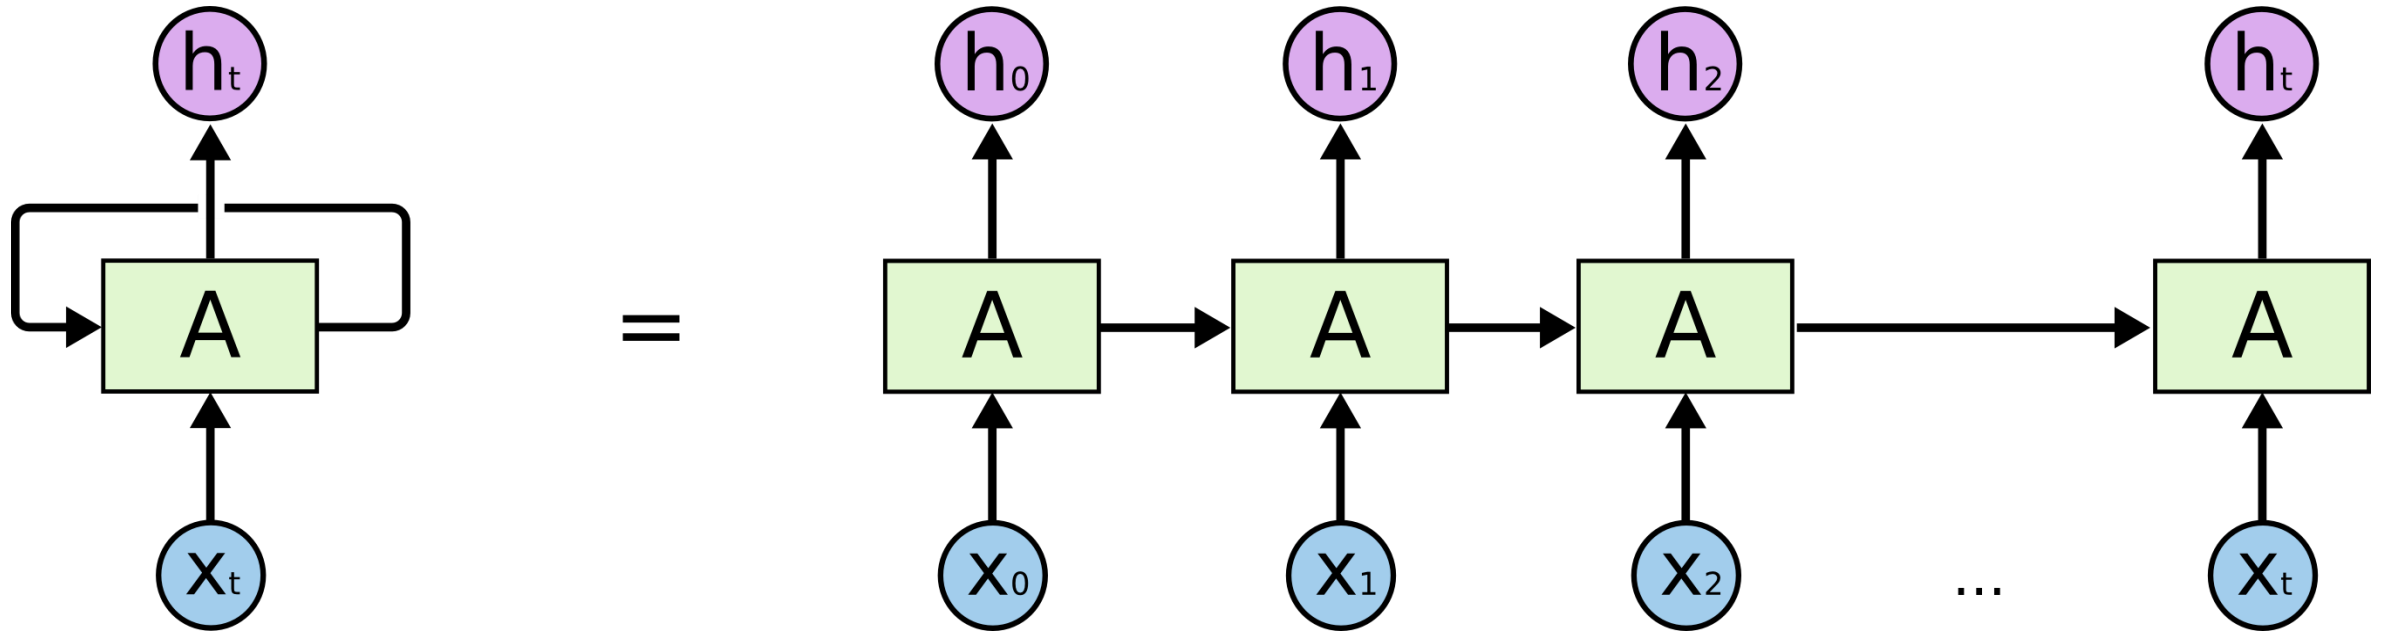 ht h0 h1 h2 ht
A = A A A A
xt x0 x1 x2 ... xt